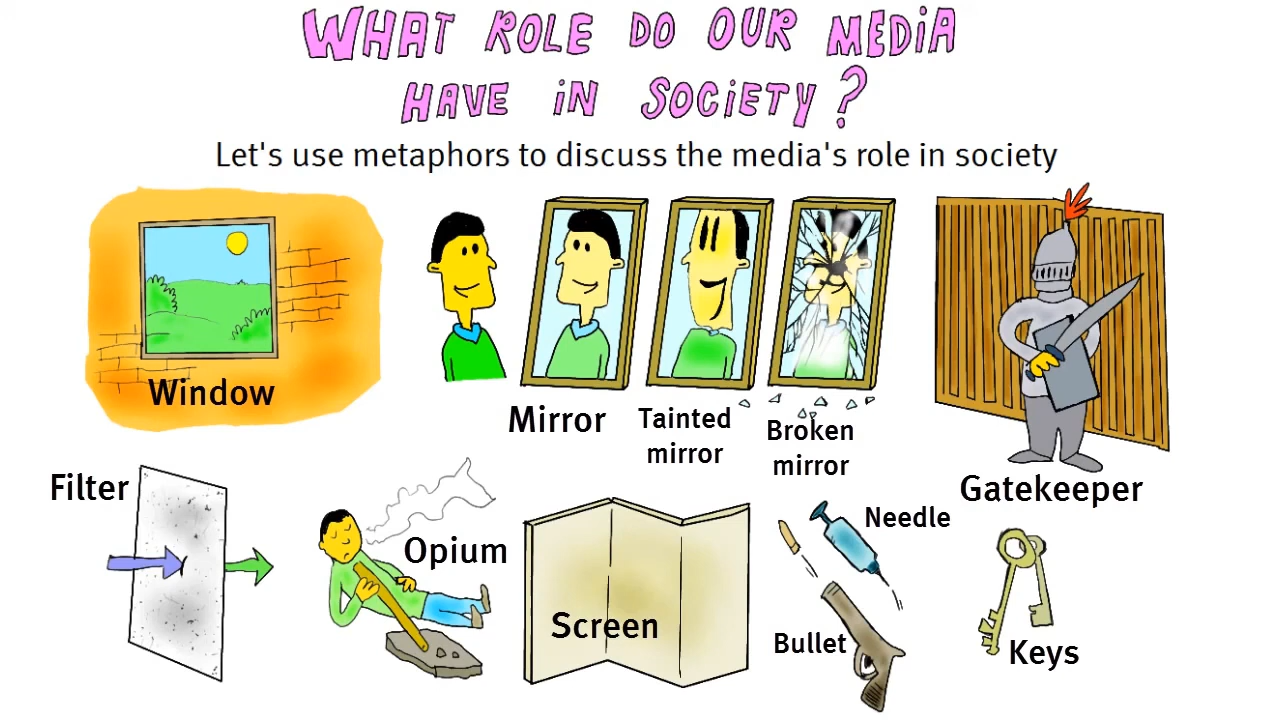 WHAT ROLE DO OUR MEDiA
HAVE iN SOCiETY?
Let's use metaphors to discuss the media's role in society
Window
Mirror
Tainted
mirror
Broken
mirror
Gatekeeper
Filter
Opium
Screen
Needle
Bullet
Keys